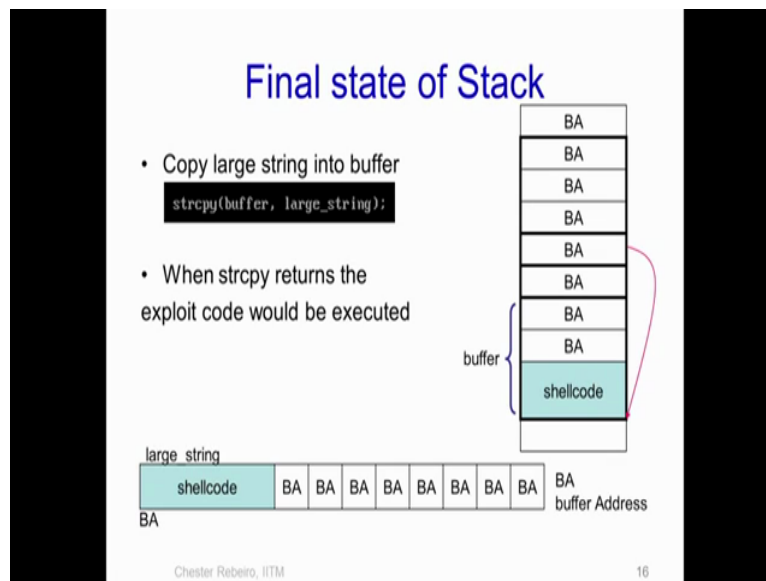 Final state of Stack
• Copy large string into buffer
strcpy(buffer, large_string);
• When strcpy returns the
exploit code would be executed
BA
BA
BA
BA
BA
BA
BA
BA
shellcode
buffer
large_string
shellcode BA BA BA BA BA BA BA BA
BA
BA
buffer Address
Chester Rebeiro, IITM 16